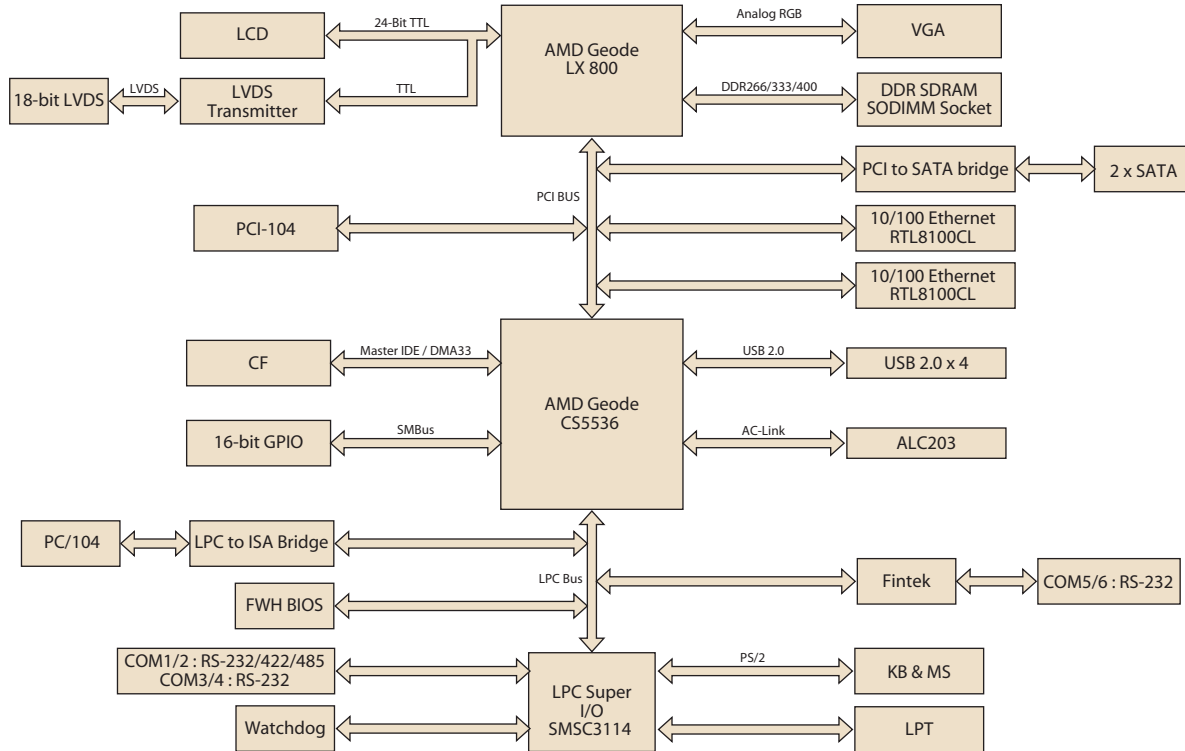 LCD
24-Bit TTL
AMD Geode
LX 800
Analog RGB
VGA
18-bit LVDS
LVDS
LVDS
Transmitter
TTL
DDR266/333/400
DDR SDRAM
SODIMM Socket
PCI to SATA bridge
2 x SATA
PCI BUS
PCI-104
10/100 Ethernet
RTL8100CL
10/100 Ethernet
RTL8100CL
CF
Master IDE / DMA33
AMD Geode
CS5536
USB 2.0
USB 2.0 x 4
16-bit GPIO
SMBus
AC-Link
ALC203
PC/104
LPC to ISA Bridge
LPC Bus
Fintek
COM5/6 : RS-232
FWH BIOS
COM1/2 : RS-232/422/485
COM3/4 : RS-232
LPC Super
I/O
SMSC3114
PS/2
KB & MS
Watchdog
LPT